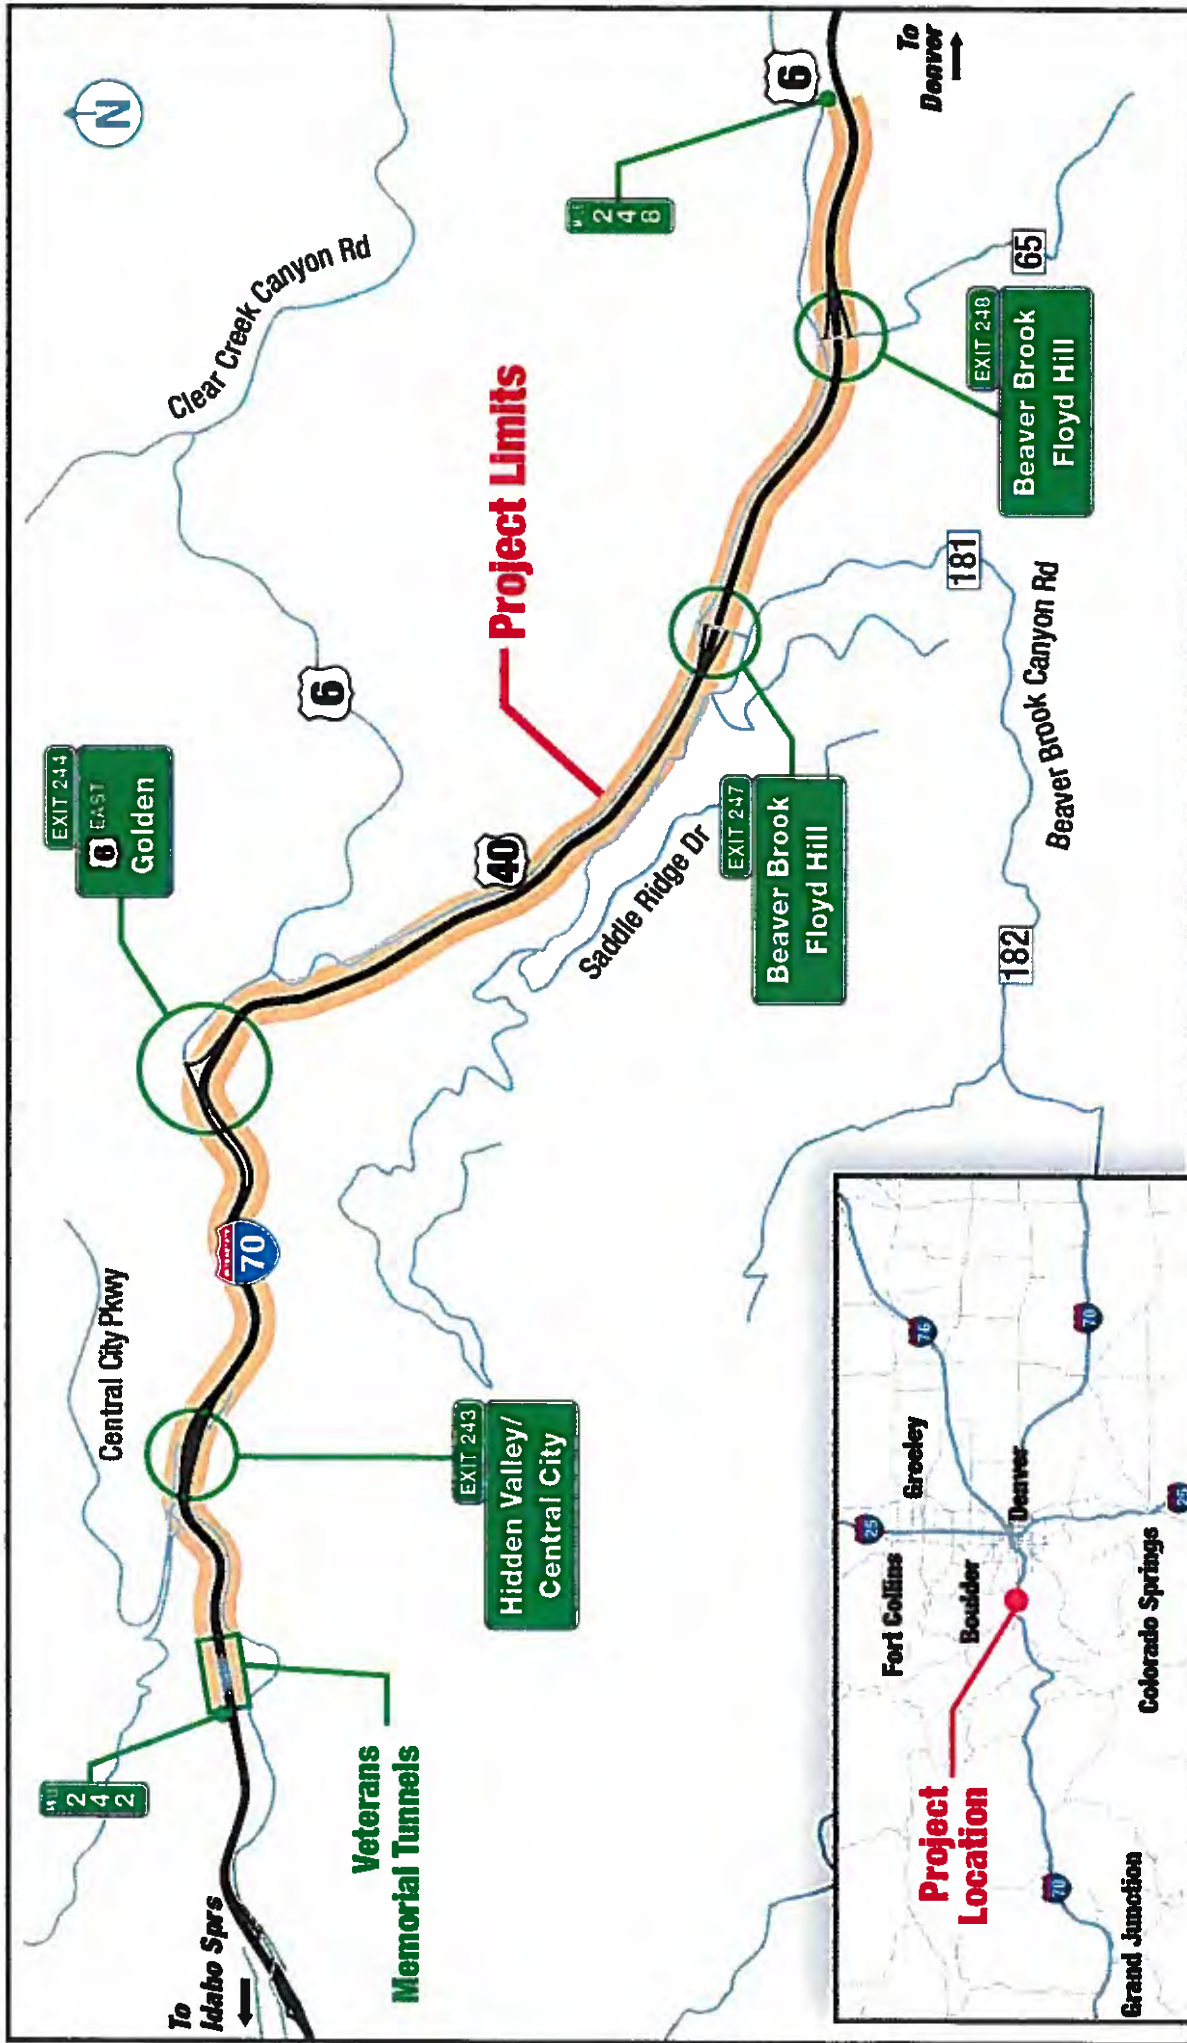 N
Clear Creek Canyon Rd
6
To
Denver
2
4
8
EXIT 244
6 EAST
Golden
6
Project Limits
40
65
EXIT 248
Beaver Brook
Floyd Hill
181
Beaver Brook Canyon Rd
182
EXIT 247
Beaver Brook
Floyd Hill
Saddle Ridge Dr
70
Central City Pkwy
EXIT 243
Hidden Valley/
Central City
2
4
2
Veterans
Memorial Tunnels
To
Idaho Sprs
Project
Location
Fort Collins
Greeley
Boulder
Denver
Colorado Springs
Grand Junction
25
76
70
70
25